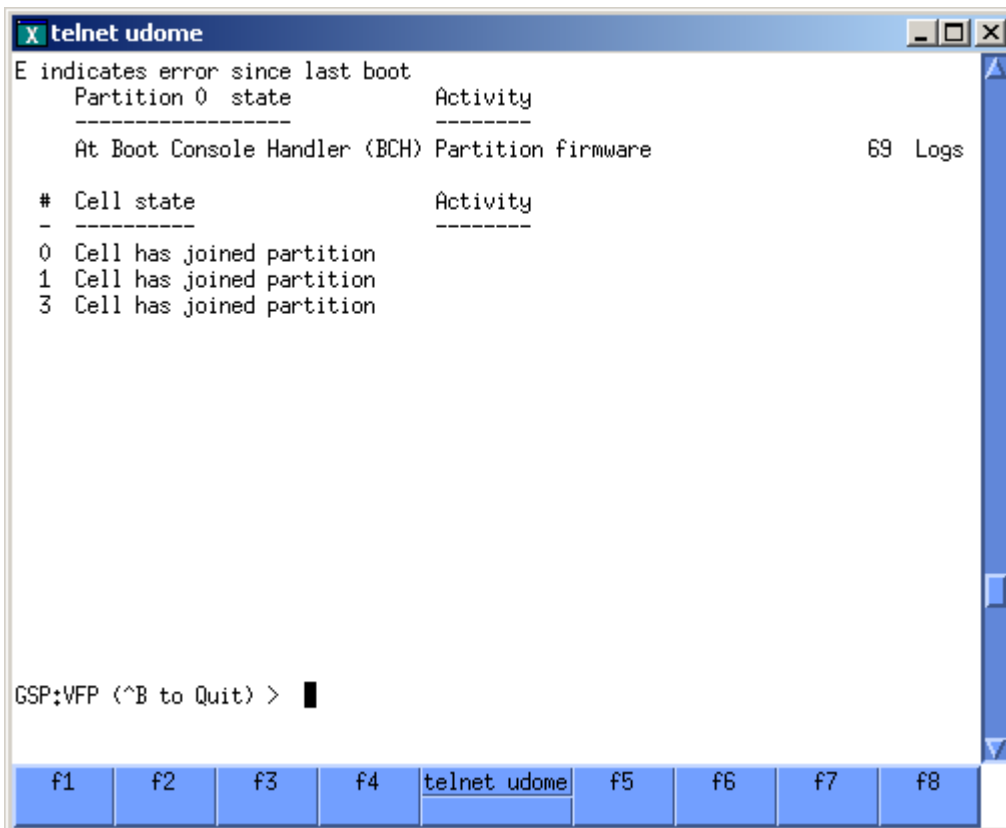 X telnet udome
E indicates error since last boot
Partition 0 state Activity
------------------ --------
At Boot Console Handler (BCH) Partition firmware 69 Logs
# Cell state Activity
- ---------- --------
0 Cell has joined partition
1 Cell has joined partition
3 Cell has joined partition
GSP:VFP (^B to Quit) >
f1 f2 f3 f4 telnet udome f5 f6 f7 f8